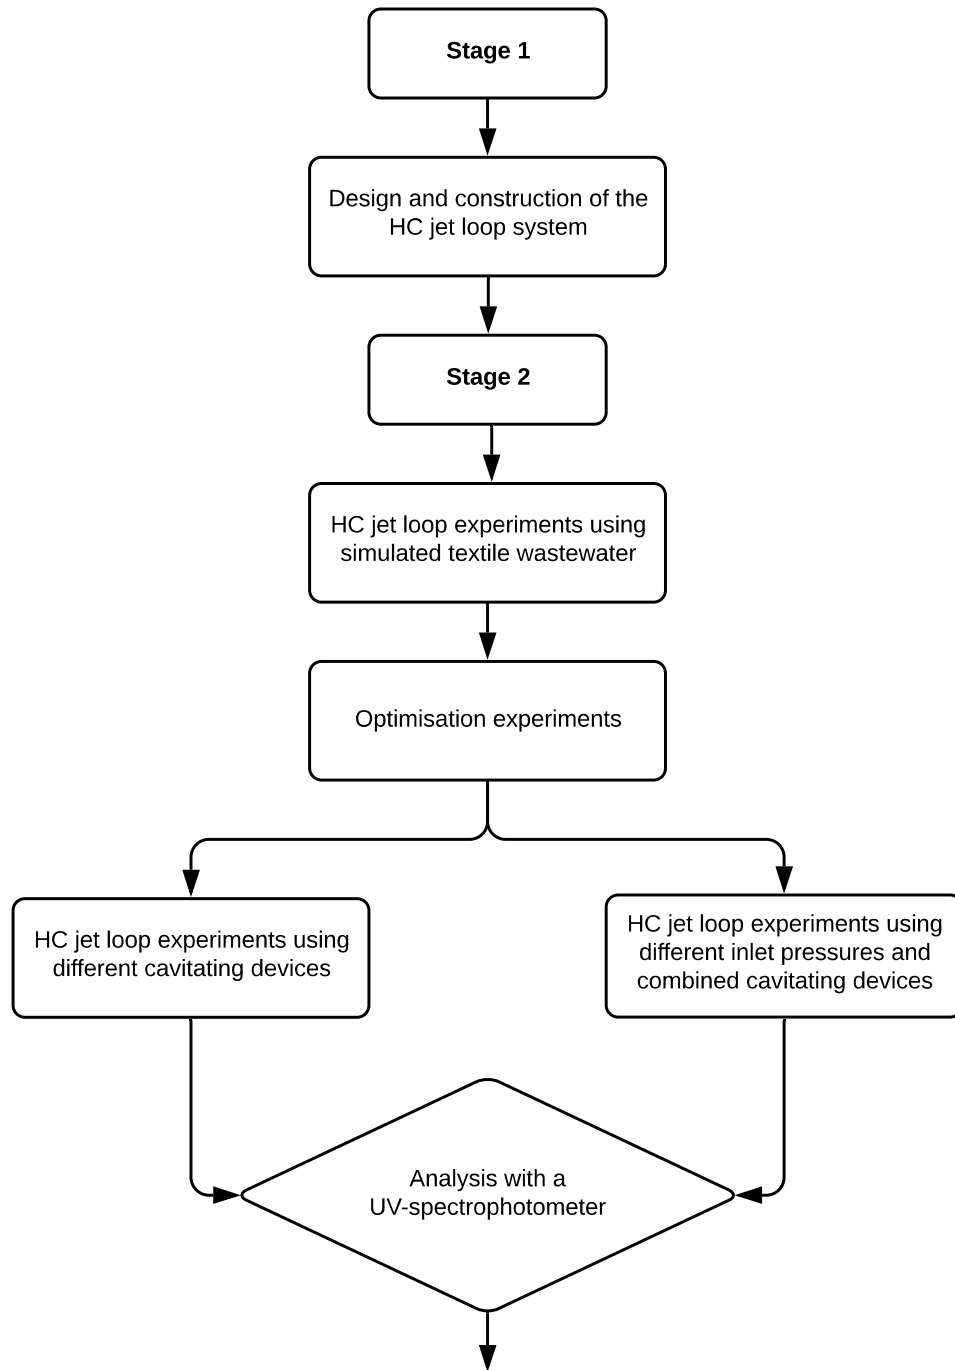 Stage 1
Design and construction of the
HC jet loop system
Stage 2
HC jet loop experiments using
simulated textile wastewater
Optimisation experiments
HC jet loop experiments using
different cavitating devices
HC jet loop experiments using
different inlet pressures and
combined cavitating devices
Analysis with a
UV-spectrophotometer